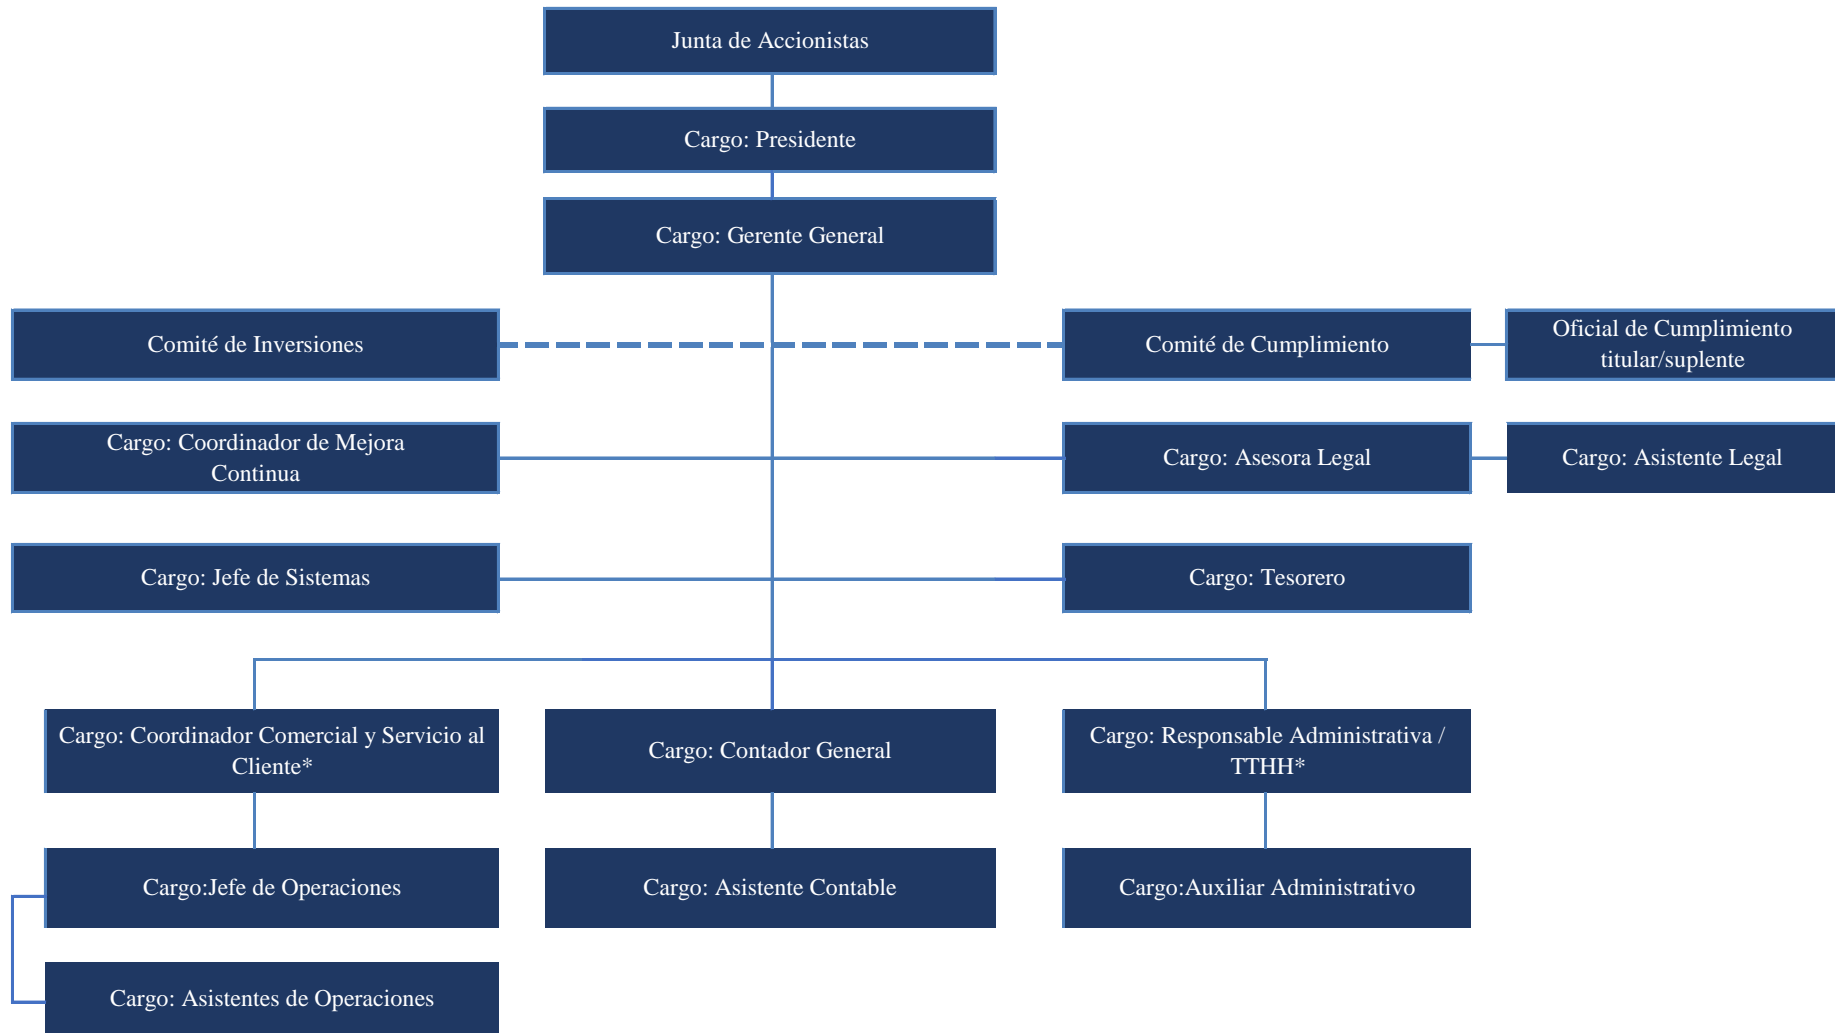 Junta de Accionistas
Cargo: Presidente
Cargo: Gerente General
Comité de Inversiones
Comité de Cumplimiento
Oficial de Cumplimiento
titular/suplente
Cargo: Coordinador de Mejora
Continua
Cargo: Asesora Legal
Cargo: Asistente Legal
Cargo: Jefe de Sistemas
Cargo: Tesorero
Cargo: Coordinador Comercial y Servicio al
Cliente*
Cargo: Contador General
Cargo: Responsable Administrativa /
TTHH*
Cargo:Jefe de Operaciones
Cargo: Asistente Contable
Cargo:Auxiliar Administrativo
Cargo: Asistentes de Operaciones